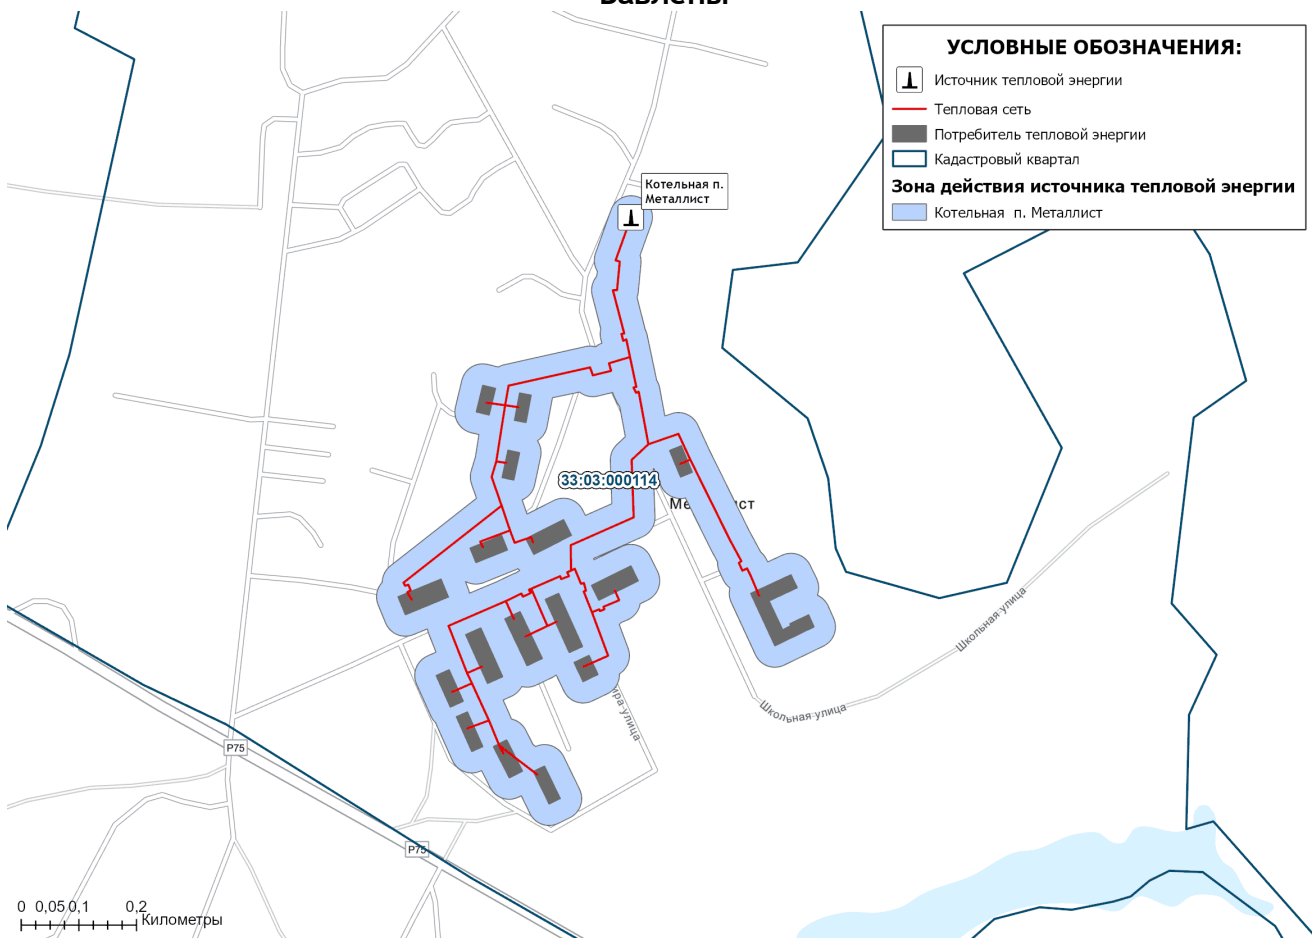 УСЛОВНЫЕ ОБОЗНАЧЕНИЯ:
Источник тепловой энергии
Тепловая сеть
Потребитель тепловой энергии
Кадастровый квартал
Зона действия источника тепловой энергии
Котельная п. Металлист
Котельная п.
Металлист
33:03:000114
Школьная улица
Школьная улица
улица
Р75
Р75
0 0,05 0,1 0,2
Километры